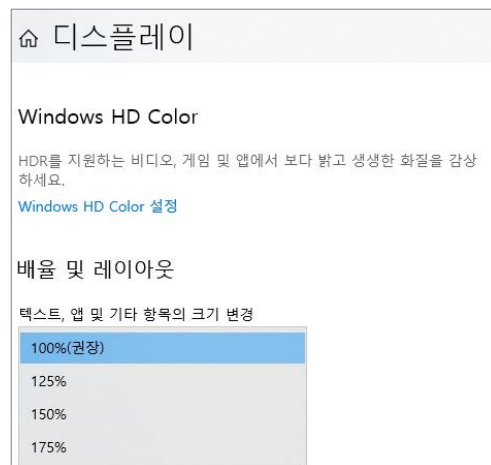 디스플레이
Windows HD Color
HDR를 지원하는 비디오, 게임 및 앱에서 보다 밝고 생생한 화질을 감상
하세요.
Windows HD Color 설정
배율 및 레이아웃
텍스트, 앱 및 기타 항목의 크기 변경
100%(권장)
125%
150%
175%